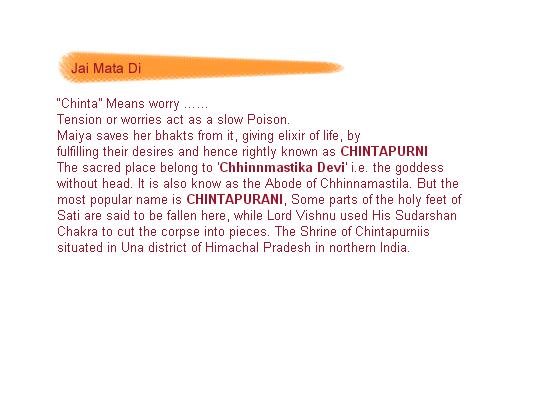 Jai Mata Di
"Chinta" Means worry ......
Tension or worries act as a slow Poison.
Maiya saves her bhakts from it, giving elixir of life, by
fulfilling their desires and hence rightly known as CHINTAPURNI
The sacred place belong to 'Chhinnmastika Devi' i.e. the goddess
without head. It is also know as the Abode of Chhinnamastila. But the
most popular name is CHINTAPURANI, Some parts of the holy feet of
Sati are said to be fallen here, while Lord Vishnu used His Sudarshan
Chakra to cut the corpse into pieces. The Shrine of Chintapurniis
situated in Una district of Himachal Pradesh in northern India.